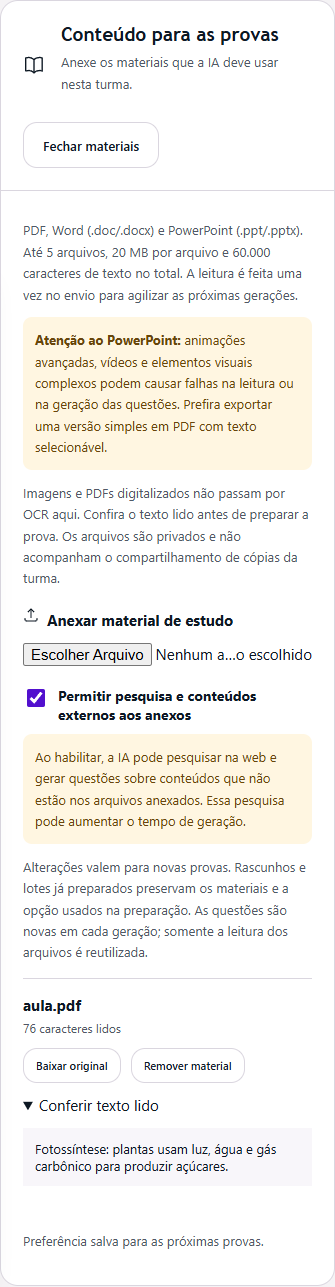 Conteúdo para as provas
Anexe os materiais que a IA deve usar
nesta turma.
Fechar materiais
PDF, Word (.doc/.docx) e PowerPoint (.ppt/.pptx).
Até 5 arquivos, 20 MB por arquivo e 60.000
caracteres de texto no total. A leitura é feita uma
vez no envio para agilizar as próximas gerações.
Atenção ao PowerPoint: animações
avançadas, vídeos e elementos visuais
complexos podem causar falhas na leitura ou
na geração das questões. Prefira exportar
uma versão simples em PDF com texto
selecionável.
Imagens e PDFs digitalizados não passam por
OCR aqui. Confira o texto lido antes de preparar a
prova. Os arquivos são privados e não
acompanham o compartilhamento de cópias da
turma.
Anexar material de estudo
Escolher Arquivo Nenhum a...o escolhido
Permitir pesquisa e conteúdos
externos aos anexos
Ao habilitar, a IA pode pesquisar na web e
gerar questões sobre conteúdos que não
estão nos arquivos anexados. Essa pesquisa
pode aumentar o tempo de geração.
Alterações valem para novas provas. Rascunhos e
lotes já preparados preservam os materiais e a
opção usados na preparação. As questões são
novas em cada geração; somente a leitura dos
arquivos é reutilizada.
aula.pdf
76 caracteres lidos
Baixar original Remover material
Conferir texto lido
Fotossíntese: plantas usam luz, água e gás
carbônico para produzir açúcares.
Preferência salva para as próximas provas.